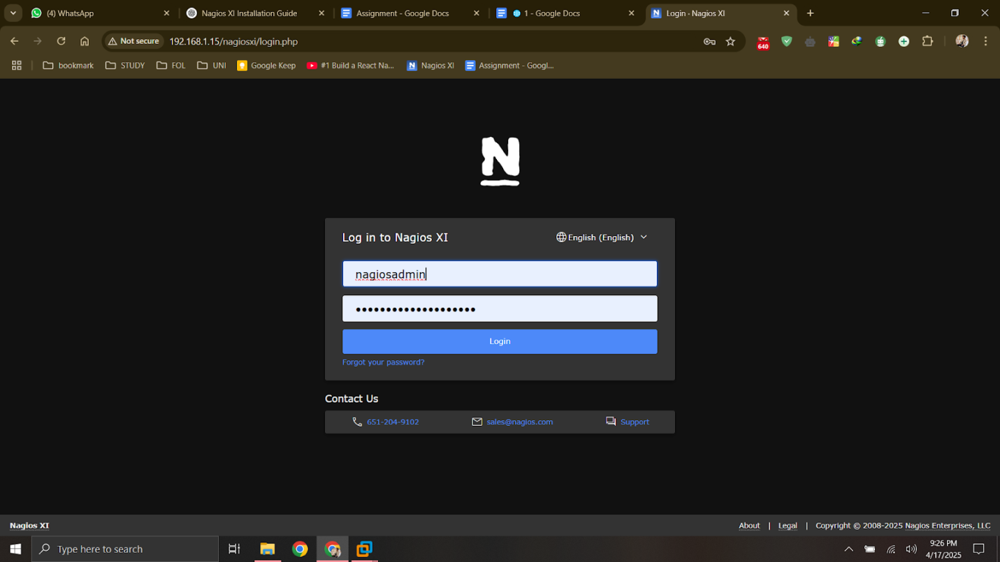 (4) WhatsApp
Nagios XI Installation Guide
Assignment - Google Docs
1 - Google Docs
Login · Nagios XI
Not secure
192.168.1.15/nagiosxi/login.php
640
bookmark
STUDY
FOL
UNI
Google Keep
#1 Build a React Na...
Nagios XI
Assignment - Googl...
N
Log in to Nagios XI
English (English)
nagiosadmin
••••••••••••••••••••
Login
Forgot your password?
Contact Us
651-204-9102
sales@nagios.com
Support
Nagios XI
About | Legal | Copyright © 2008-2025 Nagios Enterprises, LLC
Type here to search
9:26 PM
4/17/2025